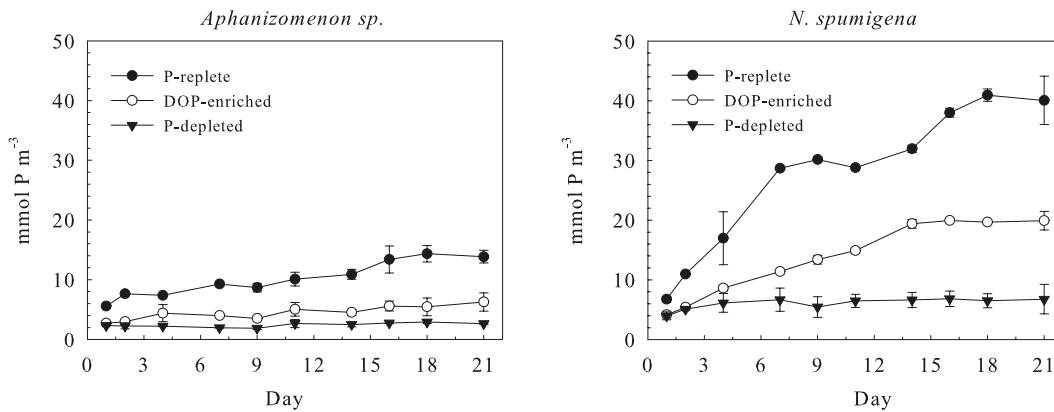 Aphanizomenon sp.
50
40
30
20
10
0
mmol P m⁻³
P-replete
DOP-enriched
P-depleted
0 3 6 9 12 15 18 21
Day
N. spumigena
50
40
30
20
10
0
mmol P m⁻³
P-replete
DOP-enriched
P-depleted
0 3 6 9 12 15 18 21
Day